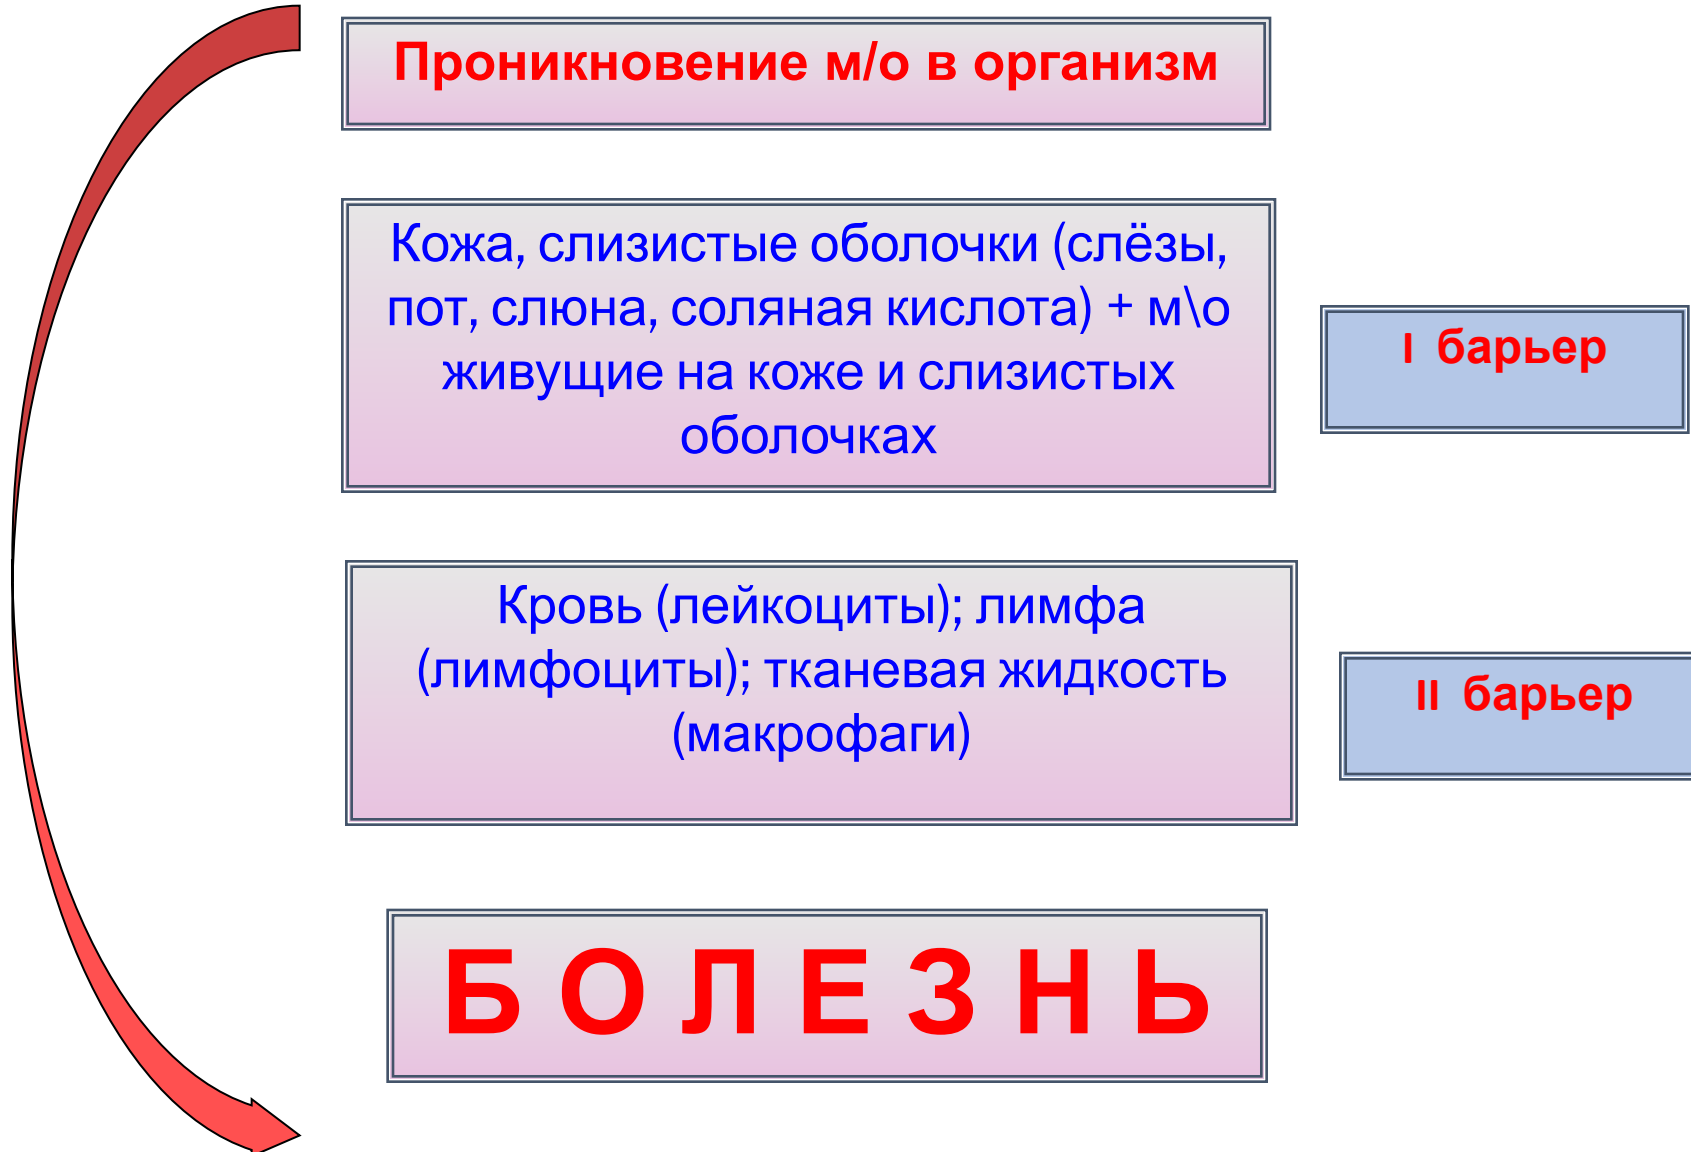 Проникновение м/о в организм
Кожа, слизистые оболочки (слёзы,
пот, слюна, соляная кислота) + м\о
живущие на коже и слизистых
оболочках
I барьер
Кровь (лейкоциты); лимфа
(лимфоциты); тканевая жидкость
(макрофаги)
II барьер
Б О Л Е З Н Ь